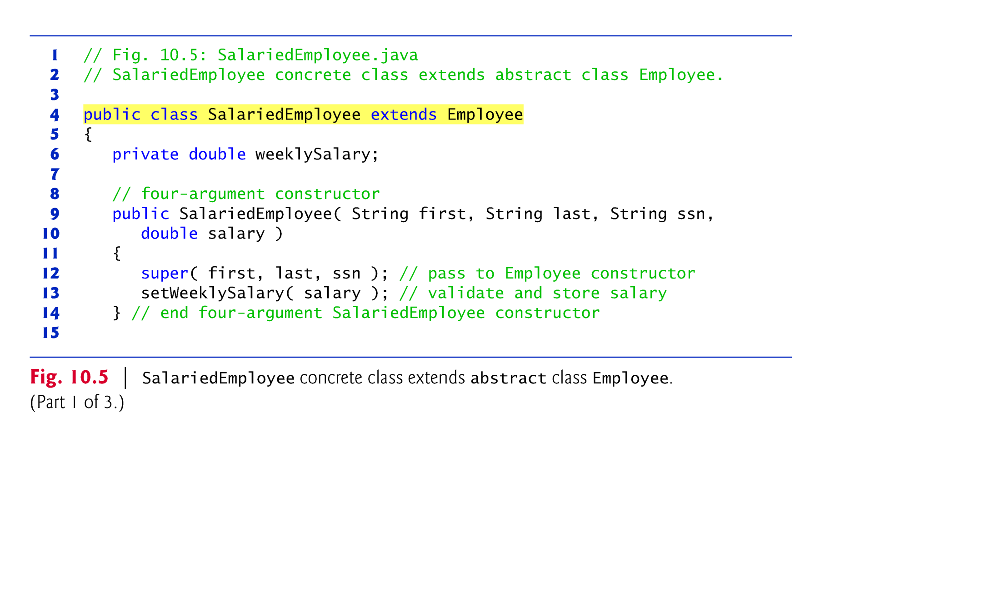 1 // Fig. 10.5: SalariedEmployee.java
2 // SalariedEmployee concrete class extends abstract class Employee.
3
4 public class SalariedEmployee extends Employee
5 {
6    private double weeklySalary;
7
8    // four-argument constructor
9    public SalariedEmployee( String first, String last, String ssn,
10       double salary )
11    {
12       super( first, last, ssn ); // pass to Employee constructor
13       setWeeklySalary( salary ); // validate and store salary
14    } // end four-argument SalariedEmployee constructor
15
Fig. 10.5 | SalariedEmployee concrete class extends abstract class Employee.
(Part 1 of 3.)